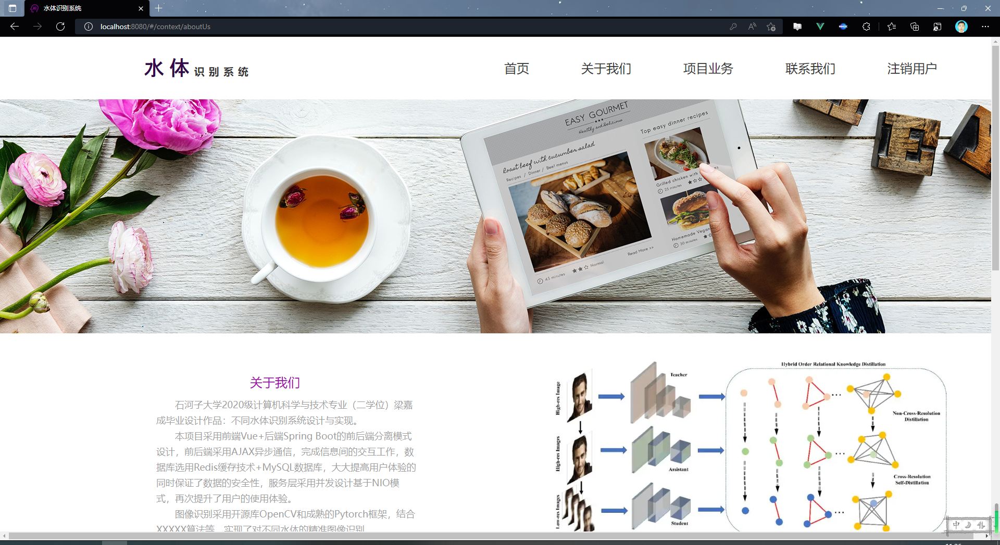 水体识别系统
localhost:8080/#/context/aboutUs
水体识别系统
首页 关于我们 项目业务 联系我们 注销用户
EASY GOURMET
Healthy and Delicious
Top easy dinner recipes
Roast beef with cucumber salad
Recipes / Dinner / Beef menus
Grilled chicken with
25 minutes
Homemade Vegan
30 minutes
Read More >>
45 minutes
Normal
E
A
关于我们
石河子大学2020级计算机科学与技术专业（二学位）梁嘉
成毕业设计作品：不同水体识别系统设计与实现。
本项目采用前端Vue+后端Spring Boot的前后端分离模式
设计，前后端采用AJAX异步通信，完成信息间的交互工作，数
据库选用Redis缓存技术+MySQL数据库，大大提高用户体验的
同时保证了数据的安全性，服务层采用并发设计基于NIO模
式，再次提升了用户的使用体验。
图像识别采用开源库OpenCV和成熟的Pytorch框架，结合
XXXXX算法等，实现了对不同水体的精准图像识别
Hybrid Order Relational Knowledge Distillation
High-res Image
Teacher
Non-Cross-Resolution
Distillation
High-res Images
Assistant
Cross-Resolution
Self-Distillation
Low-res Images
Student
中